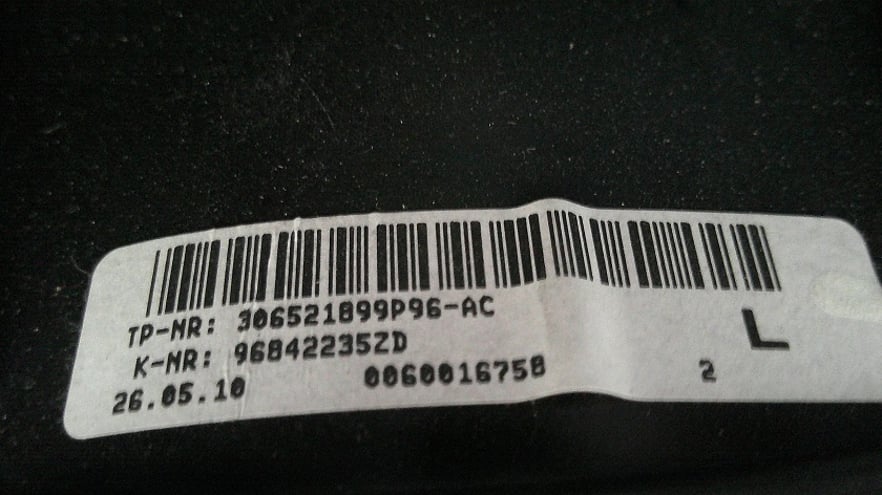 TP-NR: 306521899P96-AC
K-NR: 96842235ZD
L
26.05.10 0060016758 2